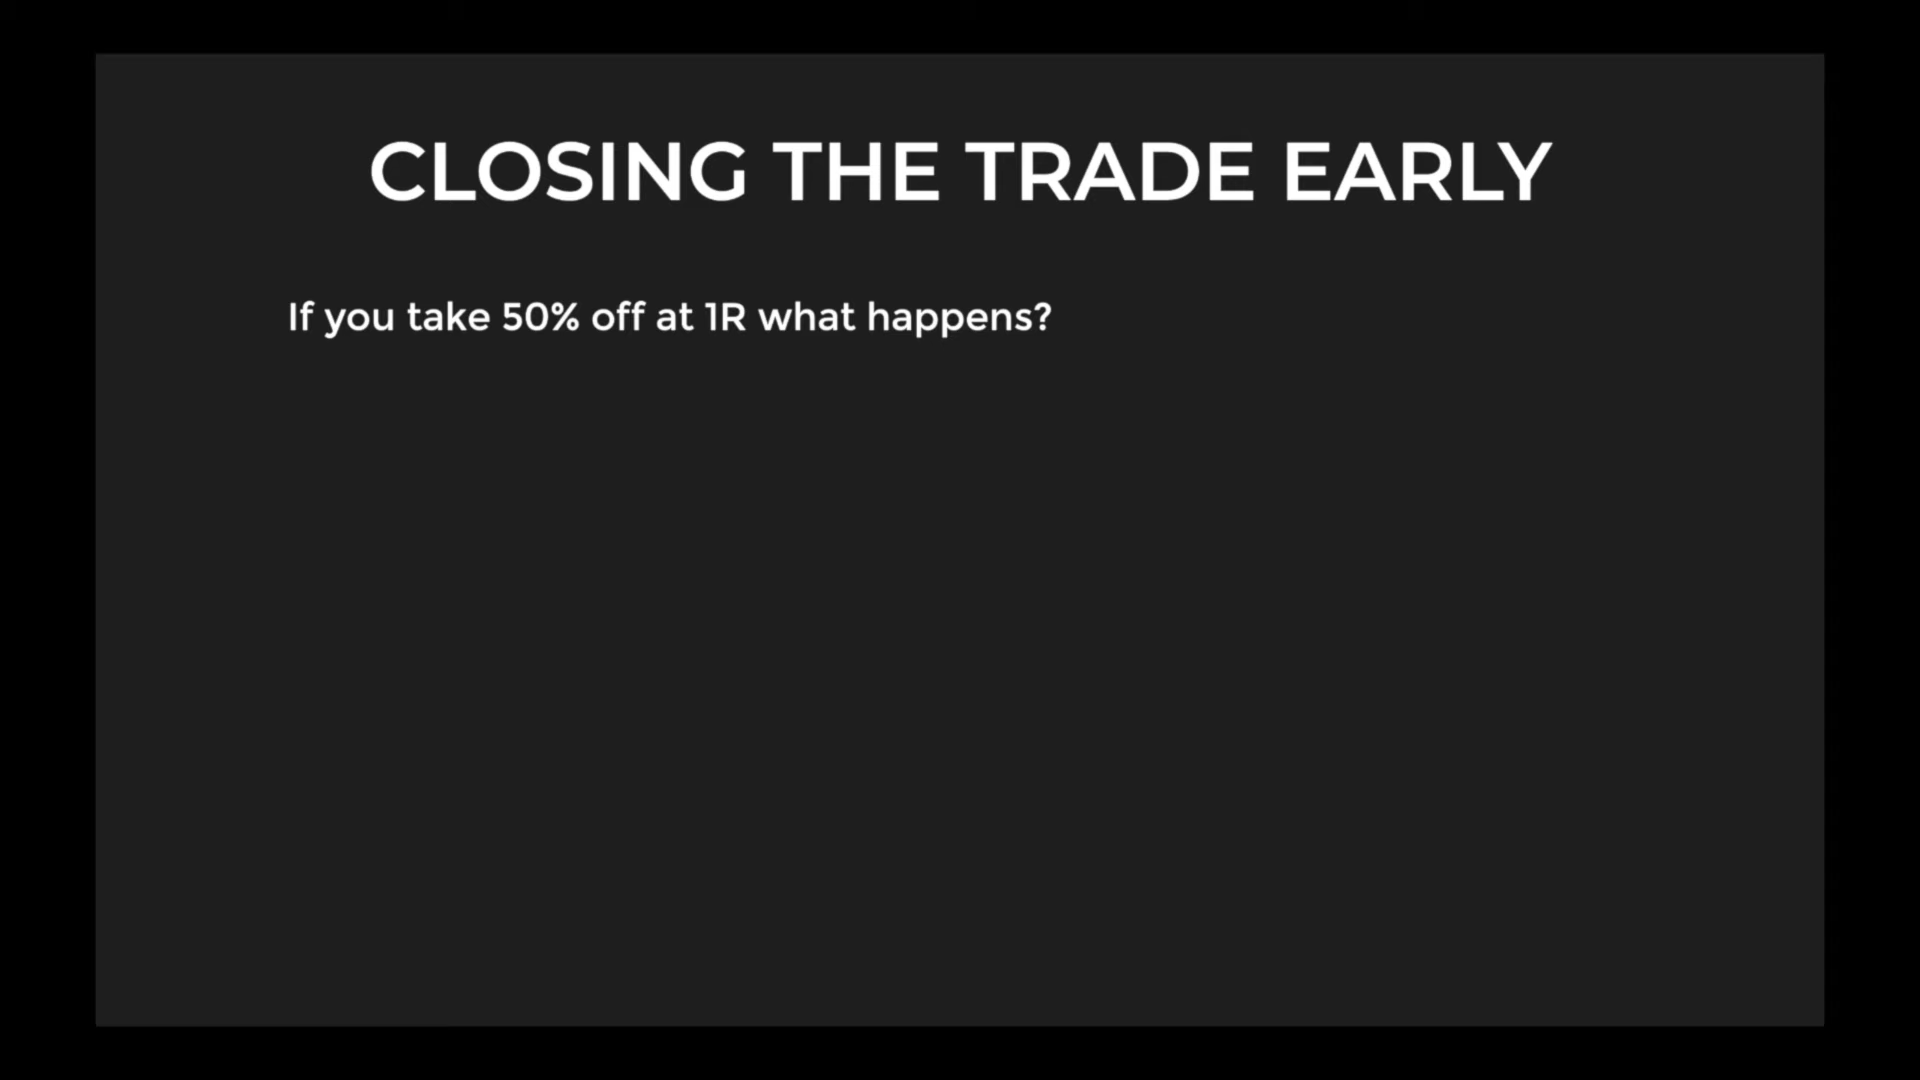 CLOSING THE TRADE EARLY
If you take 50% off at 1R what happens?